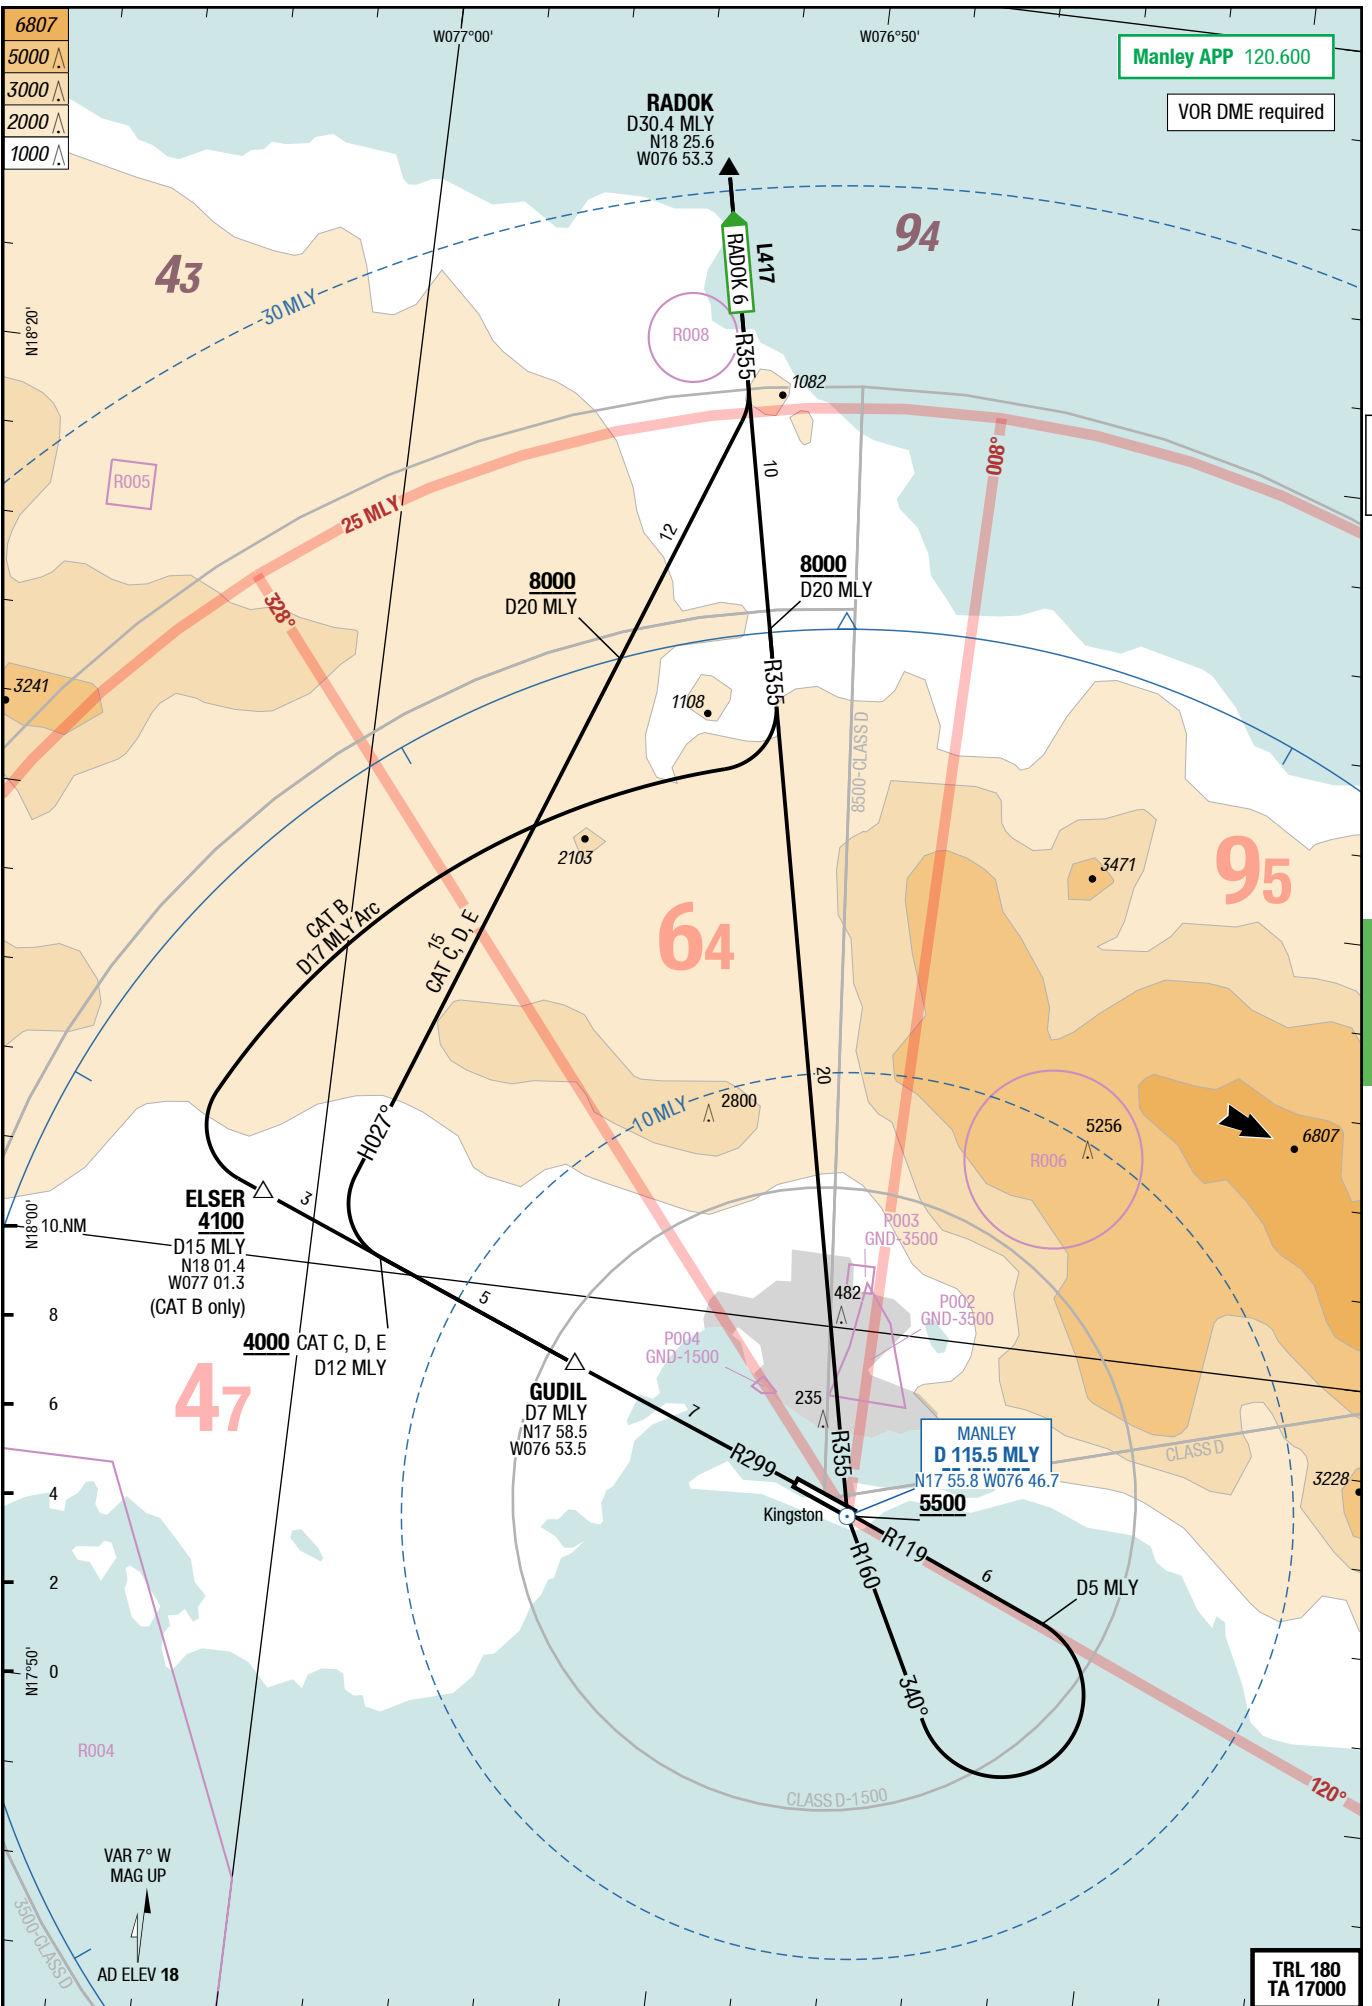 6807
5000
3000
2000
1000
W077°00'
W076°50'
Manley APP 120.600
VOR DME required
RADOK
D30.4 MLY
N18 25.6
W076 53.3
43
94
30 MLY
L417
RADOK 6
N18°20'
R008
R355
1082
R005
10
008°
25 MLY
12
8000
D20 MLY
8000
D20 MLY
328°
R355
3241
1108
8500-CLASS D
2103
3471
95
64
CAT B
D17 MLY Arc
15
CAT C, D, E
20
10 MLY
2800
5256
6807
R006
H027°
ELSER
4100
D15 MLY
N18 01.4
W077 01.3
(CAT B only)
3
N18°00'
10 NM
P003
GND-3500
482
P002
GND-3500
5
8
4000 CAT C, D, E
D12 MLY
P004
GND-1500
47
GUDIL
D7 MLY
N17 58.5
W076 53.5
6
235
7
R299
R355
MANLEY
D 115.5 MLY
N17 55.8 W076 46.7
CLASS D
3228
4
5500
Kingston
R119
R160
6
D5 MLY
2
N17°50'
0
340°
R004
CLASS D-1500
120°
VAR 7° W
MAG UP
3500-CLASS D
AD ELEV 18
TRL 180
TA 17000